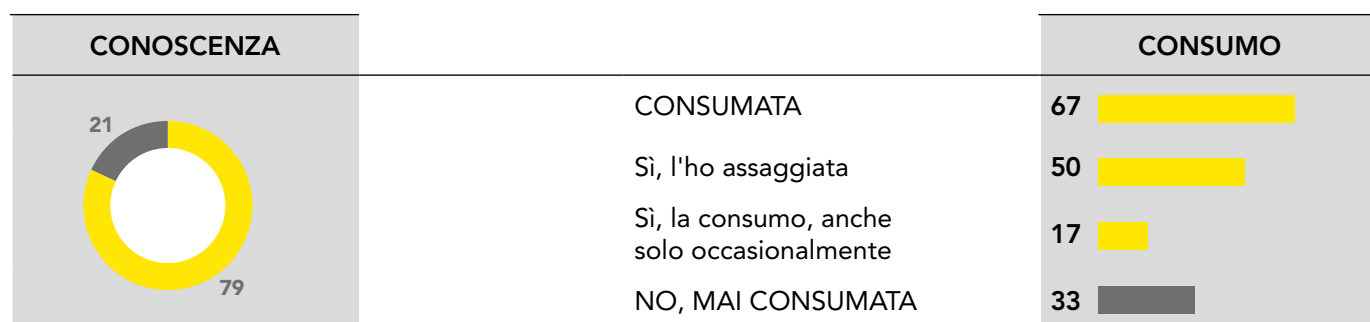 CONOSCENZA
CONSUMO
21
79
CONSUMATA
67
Sì, l'ho assaggiata
50
Sì, la consumo, anche
solo occasionalmente
17
NO, MAI CONSUMATA
33